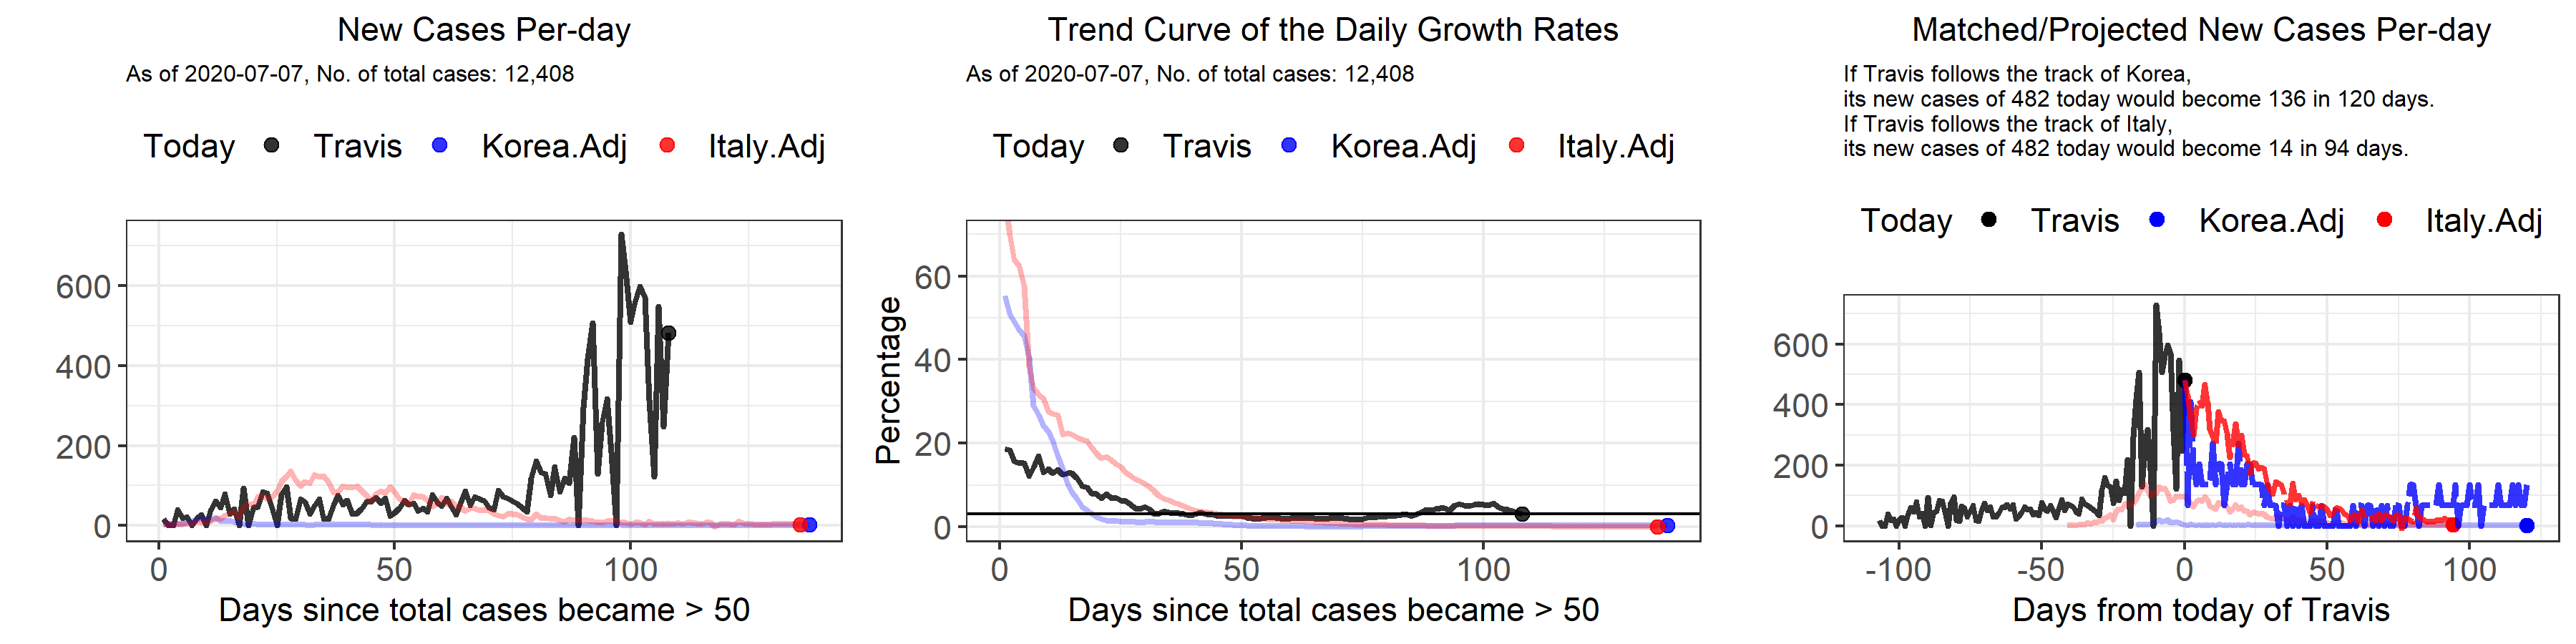 New Cases Per-day
As of 2020-07-07, No. of total cases: 12,408
Today Travis Korea.Adj Italy.Adj
600
400
200
0
0 50 100
Days since total cases became > 50
Trend Curve of the Daily Growth Rates
As of 2020-07-07, No. of total cases: 12,408
Today Travis Korea.Adj Italy.Adj
Percentage
60
40
20
0
0 50 100
Days since total cases became > 50
Matched/Projected New Cases Per-day
If Travis follows the track of Korea,
its new cases of 482 today would become 136 in 120 days.
If Travis follows the track of Italy,
its new cases of 482 today would become 14 in 94 days.
Today Travis Korea.Adj Italy.Adj
600
400
200
0
-100 -50 0 50 100
Days from today of Travis